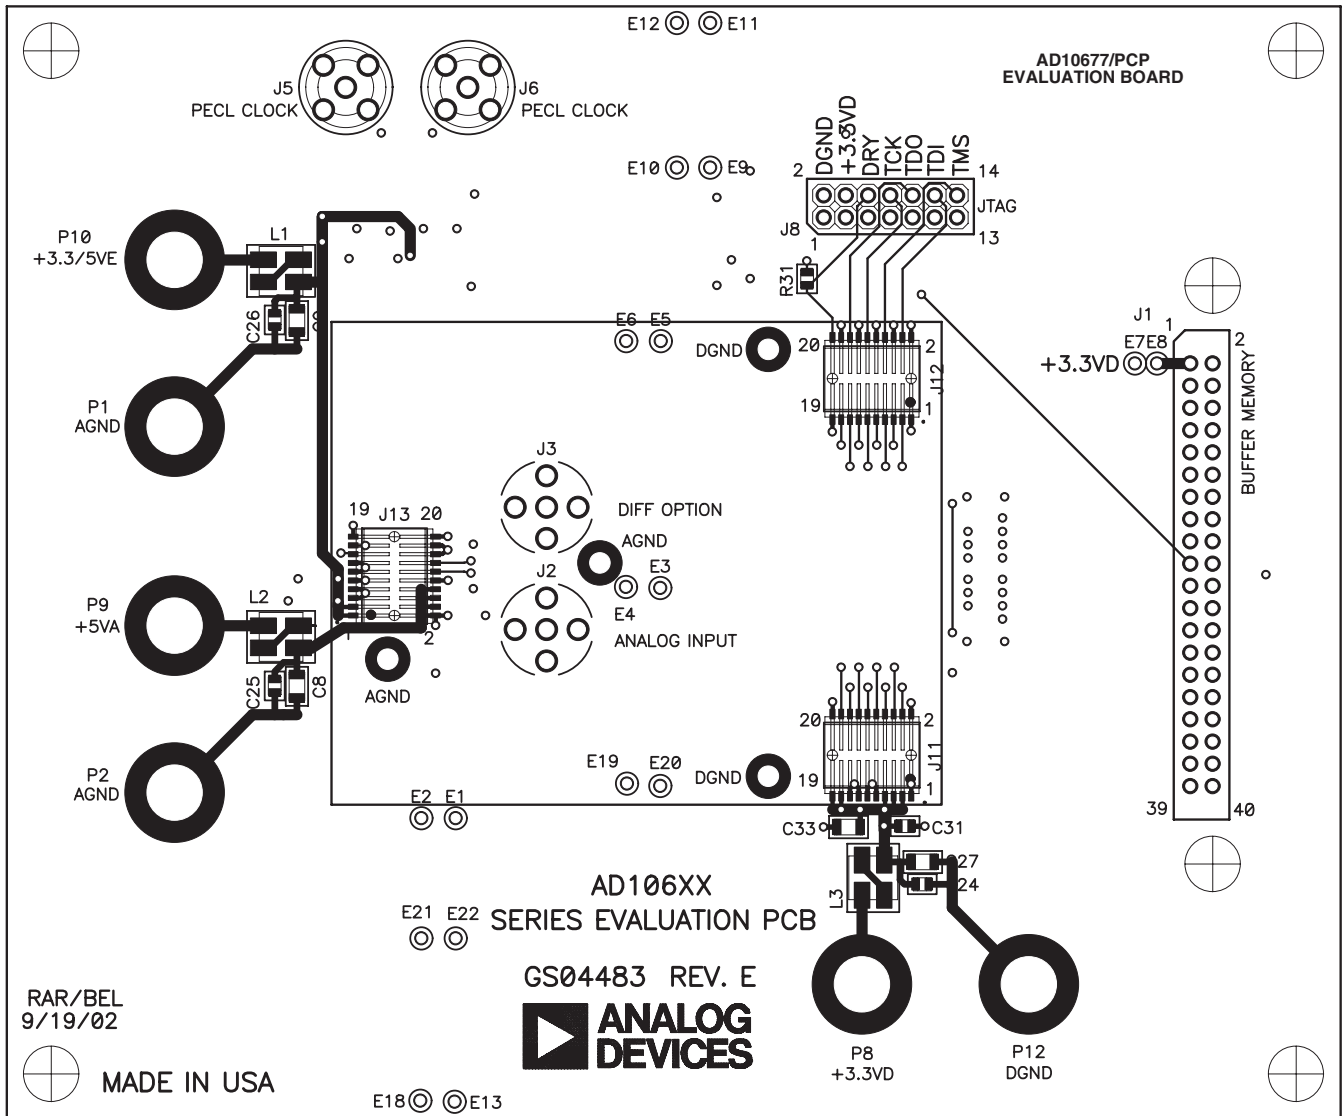 E12 E11
AD10677/PCP
EVALUATION BOARD
J5
PECL CLOCK
J6
PECL CLOCK
DGND
+3.3VD
DRY
TCK
TDO
TDI
TMS
E10 E9
2 14
JTAG
J8
1 13
P10
+3.3/5VE
L1
R31
C26
E6 E5
DGND
20 2
J12
19 1
J1
1 2
E7E8
+3.3VD
BUFFER MEMORY
P1
AGND
J3
DIFF OPTION
19 J13 20
AGND
J2
E3
E4
ANALOG INPUT
P9
+5VA
L2
2
AGND
C25
C8
20 2
J11
19 1
P2
AGND
E19 E20
DGND
E2 E1
39 40
C33 C31
27
24
L3
AD106XX
SERIES EVALUATION PCB
E21 E22
GS04483 REV. E
ANALOG
DEVICES
RAR/BEL
9/19/02
MADE IN USA
P8
+3.3VD
P12
DGND
E18 E13